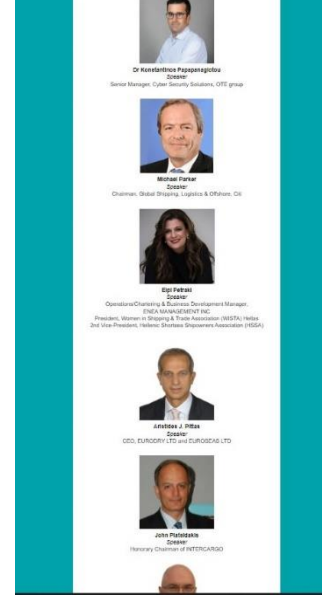 Dr Konstantinos Papapanagiotou
Speaker
Senior Manager, Cyber Security Solutions, OTE group
Michael Parker
Speaker
Chairman, Global Shipping, Logistics & Offshore, Citi
Elpi Petraki
Speaker
Operations/Chartering & Business Development Manager,
ENEA MANAGEMENT INC
President, Women in Shipping & Trade Association (WISTA) Hellas
2nd Vice-President, Hellenic Shortsea Shipowners Association (HSSA)
Aristides J. Pittas
Speaker
CEO, EURODRY LTD and EUROSEAS LTD
John Platsidakis
Speaker
Honorary Chairman of INTERCARGO